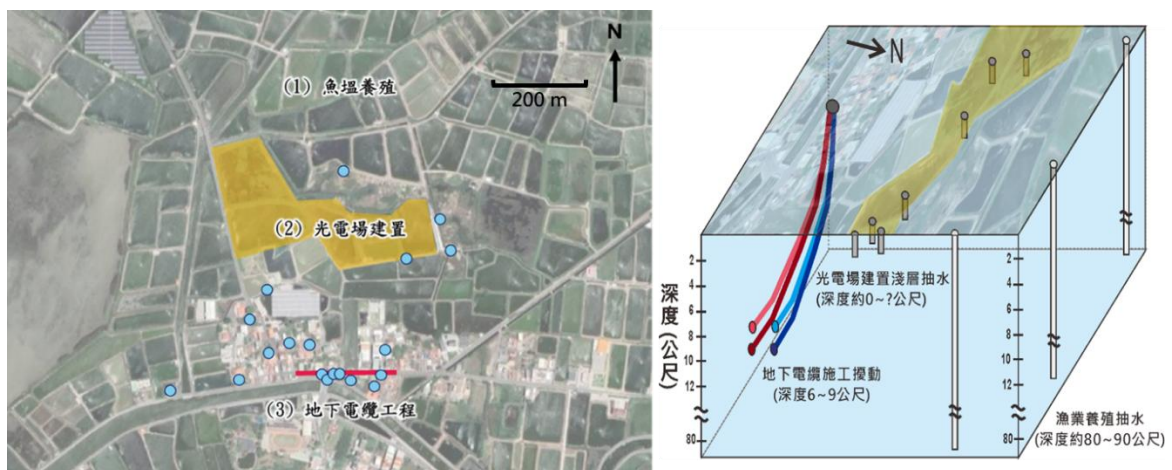 (1) 魚塭養殖
N
200 m
(2) 光電場建置
(3) 地下電纜工程
N
深度(公尺)
2
4
6
8
10
12
80
2
4
6
8
10
12
80
光電場建置淺層抽水
(深度約0~?公尺)
地下電纜施工擾動
(深度6~9公尺)
漁業養殖抽水
(深度約80~90公尺)